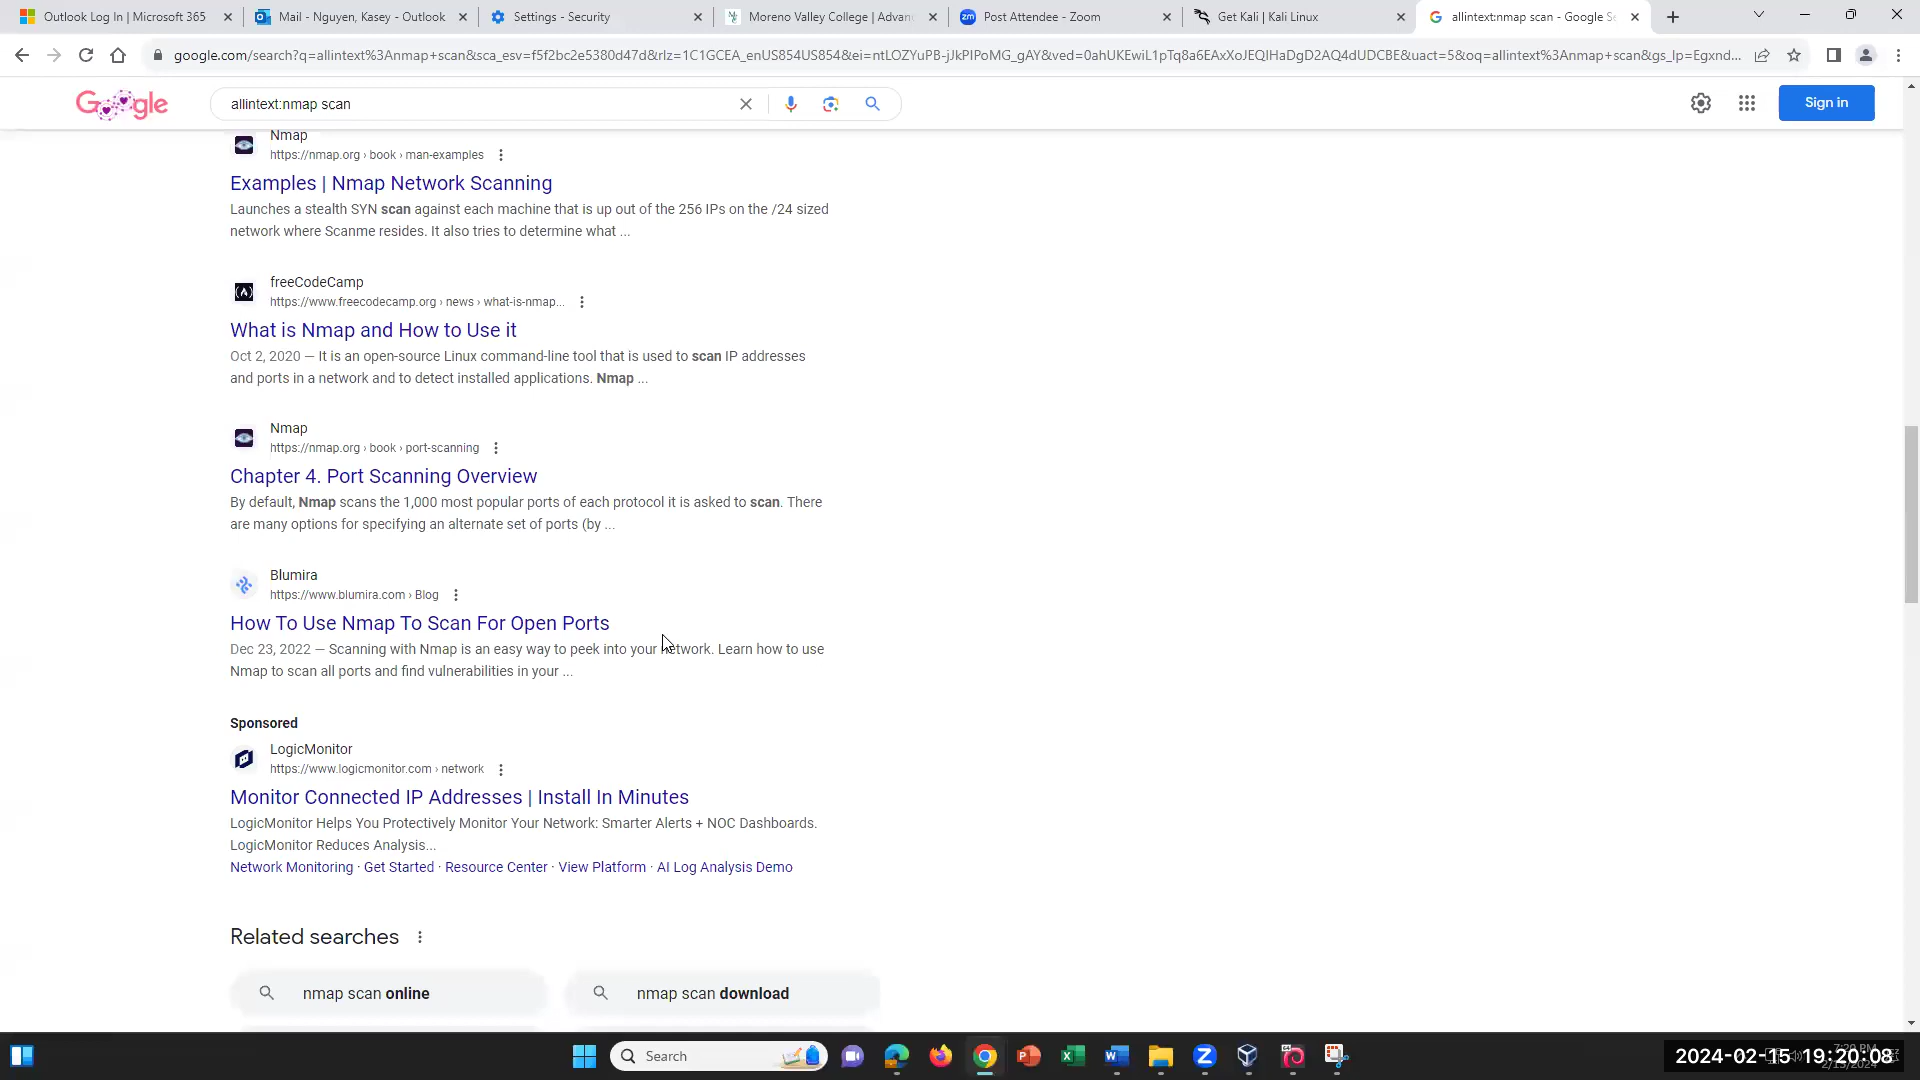 Outlook Log In | Microsoft 365
Mail - Nguyen, Kasey - Outlook
Settings - Security
Moreno Valley College | Advan
Post Attendee - Zoom
Get Kali | Kali Linux
allintext:nmap scan - Google Se
google.com/search?q=allintext%3Anmap+scan&sca_esv=f5f2bc2e5380d47d&rlz=1C1GCEA_enUS854US854&ei=ntLOZYuPB-jJkPIPoMG_gAY&ved=0ahUKEwiL1pTq8a6EAxXoJEQIHaDgD2AQ4dUDCBE&uact=5&oq=allintext%3Anmap+scan&gs_lp=Egxnd...
Google
allintext:nmap scan
Sign in
Nmap
https://nmap.org › book › man-examples
Examples | Nmap Network Scanning
Launches a stealth SYN scan against each machine that is up out of the 256 IPs on the /24 sized
network where Scanme resides. It also tries to determine what ...
freeCodeCamp
https://www.freecodecamp.org › news › what-is-nmap...
What is Nmap and How to Use it
Oct 2, 2020 — It is an open-source Linux command-line tool that is used to scan IP addresses
and ports in a network and to detect installed applications. Nmap ...
Nmap
https://nmap.org › book › port-scanning
Chapter 4. Port Scanning Overview
By default, Nmap scans the 1,000 most popular ports of each protocol it is asked to scan. There
are many options for specifying an alternate set of ports (by ...
Blumira
https://www.blumira.com › Blog
How To Use Nmap To Scan For Open Ports
Dec 23, 2022 — Scanning with Nmap is an easy way to peek into your network. Learn how to use
Nmap to scan all ports and find vulnerabilities in your ...
Sponsored
LogicMonitor
https://www.logicmonitor.com › network
Monitor Connected IP Addresses | Install In Minutes
LogicMonitor Helps You Protectively Monitor Your Network: Smarter Alerts + NOC Dashboards.
LogicMonitor Reduces Analysis...
Network Monitoring · Get Started · Resource Center · View Platform · AI Log Analysis Demo
Related searches
nmap scan online
nmap scan download
Search
2024-02-15 19:20:08